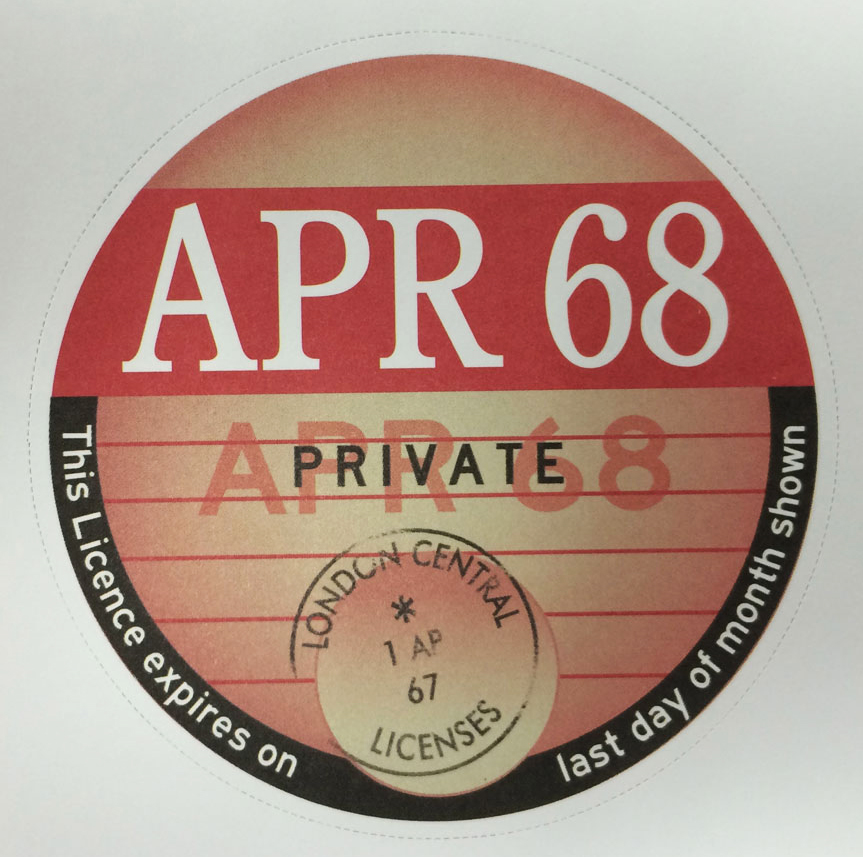 APR 68
APR 68
PRIVATE
LONDON CENTRAL
*
1 AP
67
LICENSES
This Licence expires on
last day of month shown